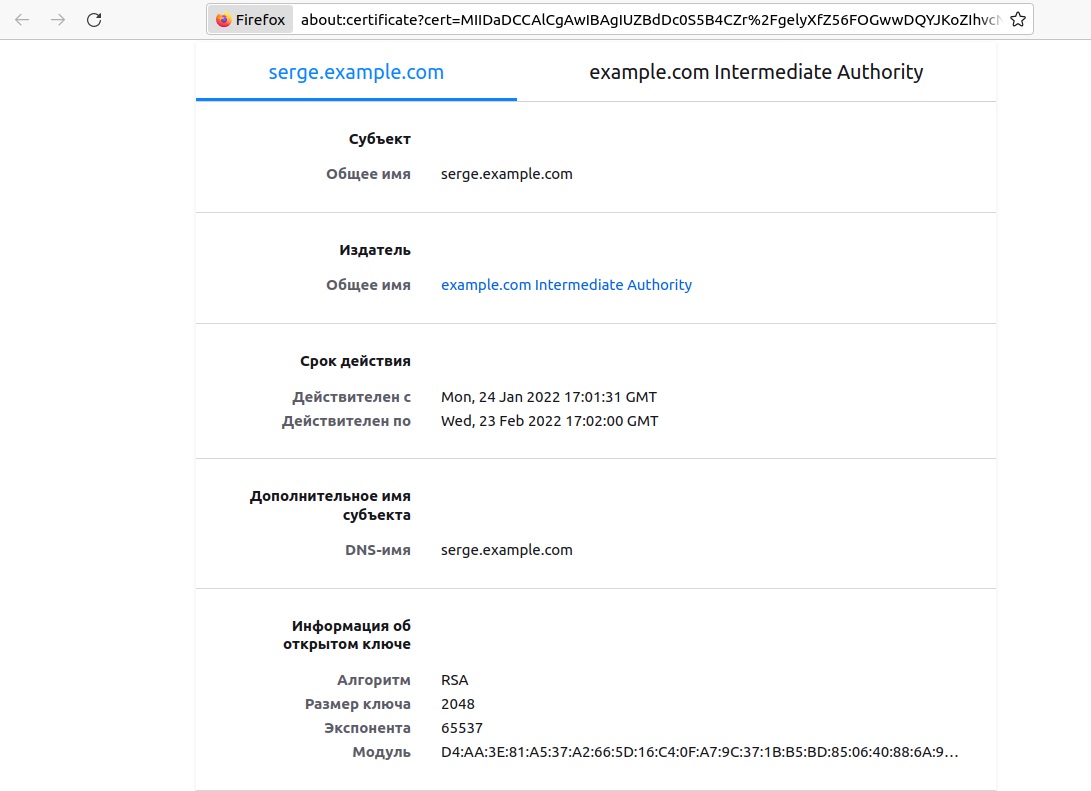 Firefox about:certificate?cert=MIIDaDCCAlCgAwIBAgIUZBdDc0S5B4CZr%2FgelyXfZ56FOGwwDQYJKoZIhvcN
serge.example.com example.com Intermediate Authority
Субъект
Общее имя serge.example.com
Издатель
Общее имя example.com Intermediate Authority
Срок действия
Действителен с Mon, 24 Jan 2022 17:01:31 GMT
Действителен по Wed, 23 Feb 2022 17:02:00 GMT
Дополнительное имя
субъекта
DNS-имя serge.example.com
Информация об
открытом ключе
Алгоритм RSA
Размер ключа 2048
Экспонента 65537
Модуль D4:AA:3E:81:A5:37:A2:66:5D:16:C4:0F:A7:9C:37:1B:B5:BD:85:06:40:88:6A:9…